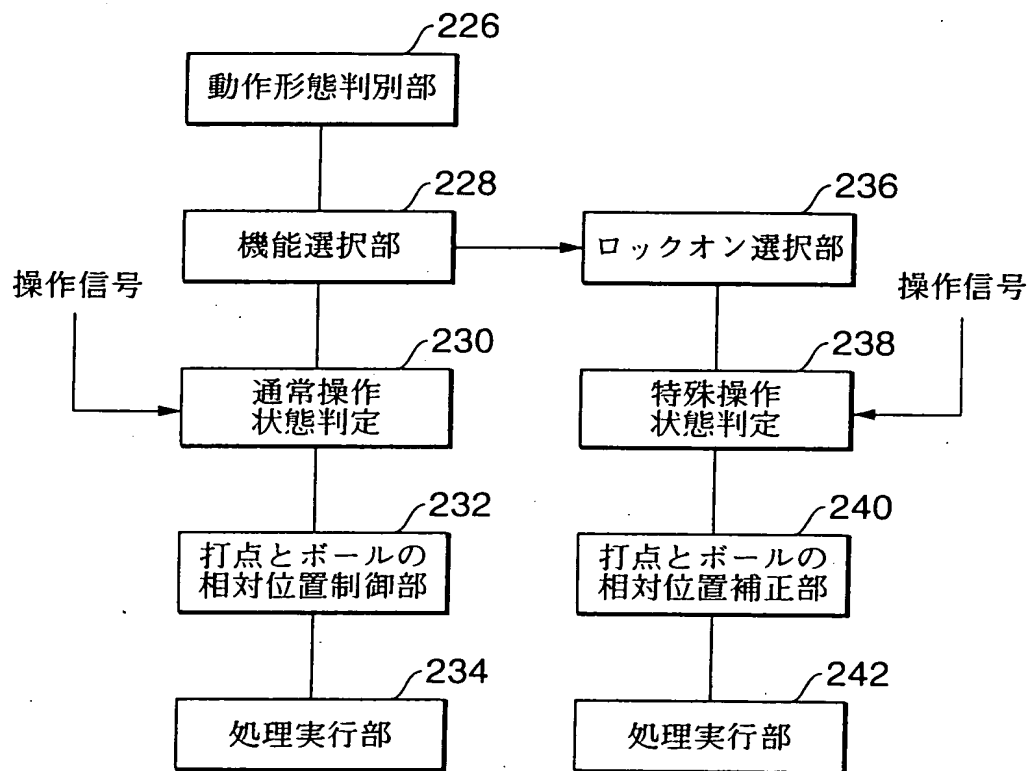 226
動作形態判別部
228
機能選択部
236
ロックオン選択部
操作信号
操作信号
230
通常操作
状態判定
238
特殊操作
状態判定
232
打点とボールの
相対位置制御部
240
打点とボールの
相対位置補正部
234
処理実行部
242
処理実行部